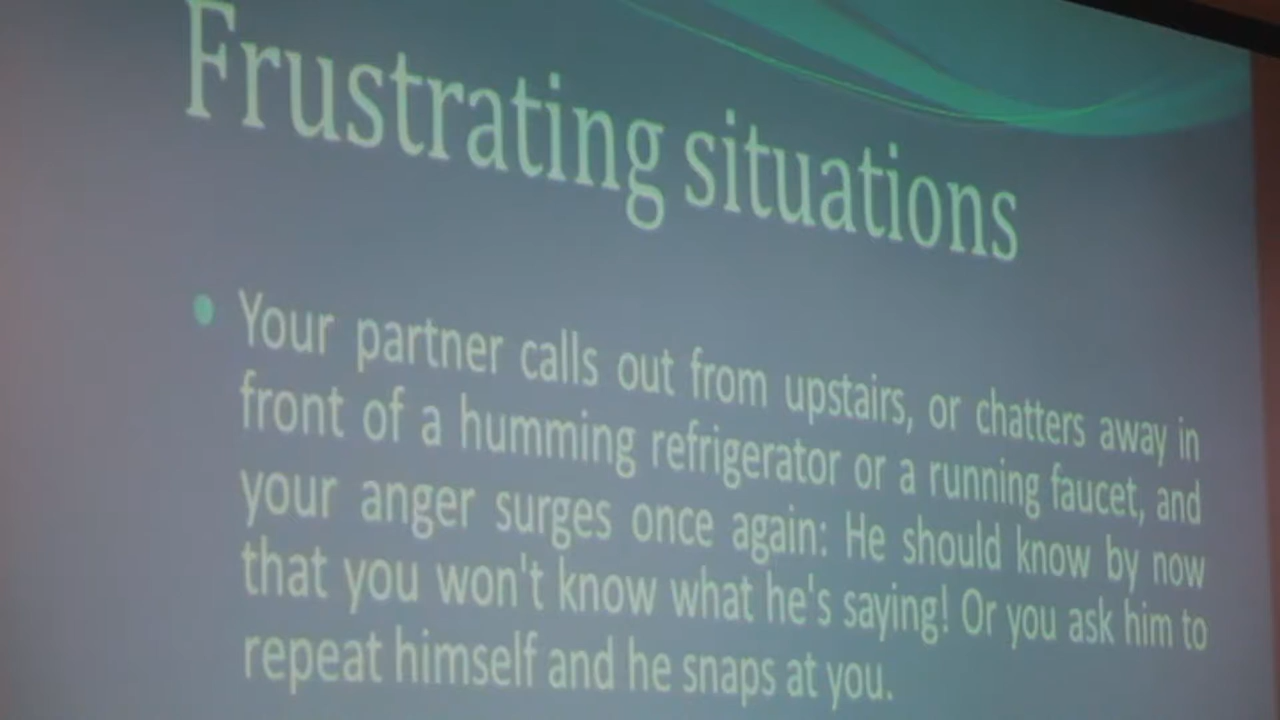 Frustrating situations
• Your partner calls out from upstairs, or chatters away in
front of a humming refrigerator or a running faucet, and
your anger surges once again: He should know by now
that you won't know what he's saying! Or you ask him to
repeat himself and he snaps at you.